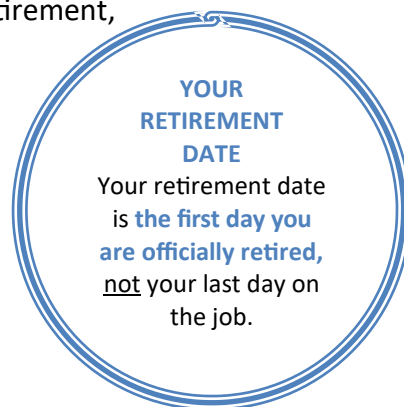 tirement,
YOUR
RETIREMENT
DATE
Your retirement date
is the first day you
are officially retired,
not your last day on
the job.